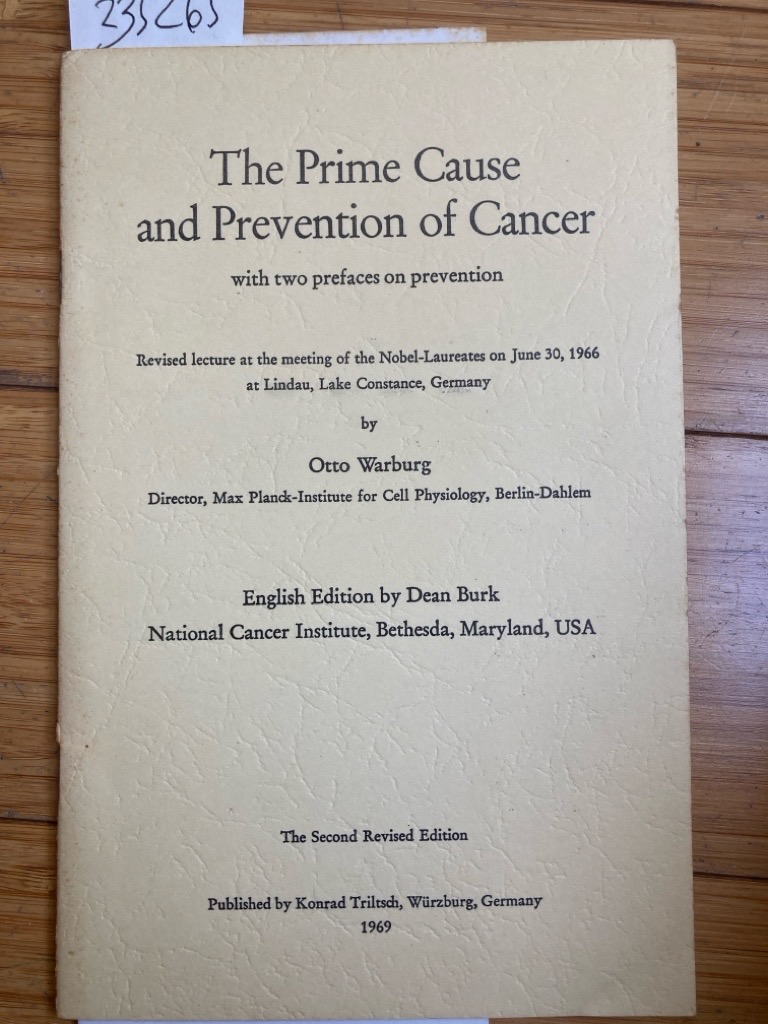 235265
The Prime Cause
and Prevention of Cancer
with two prefaces on prevention
Revised lecture at the meeting of the Nobel-Laureates on June 30, 1966
at Lindau, Lake Constance, Germany
by
Otto Warburg
Director, Max Planck-Institute for Cell Physiology, Berlin-Dahlem
English Edition by Dean Burk
National Cancer Institute, Bethesda, Maryland, USA
The Second Revised Edition
Published by Konrad Triltsch, Würzburg, Germany
1969